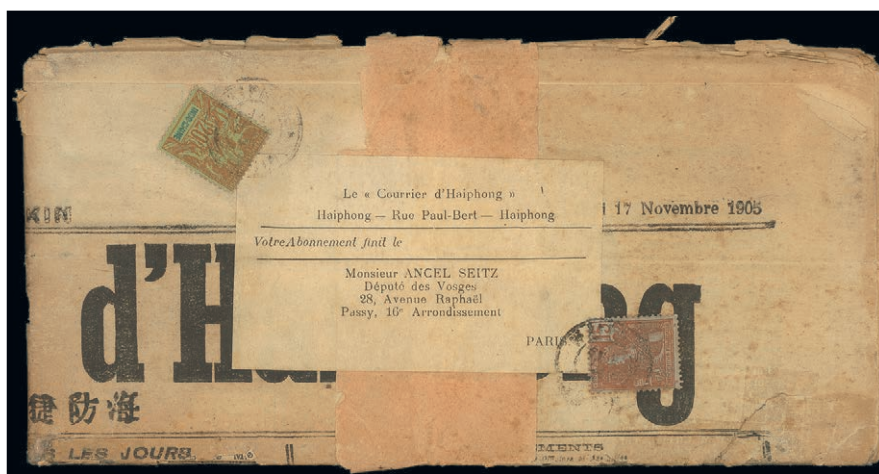 Le « Courrier d'Haiphong »
Haiphong — Rue Paul-Bert — Haiphong
Votre Abonnement finit le
Monsieur ANCEL SEITZ
Député des Vosges
28, Avenue Raphaël
Passy, 16e Arrondissement
PARIS
KIN
17 Novembre 1905
d'H
g
捷防海
LES JOURS
MENTS